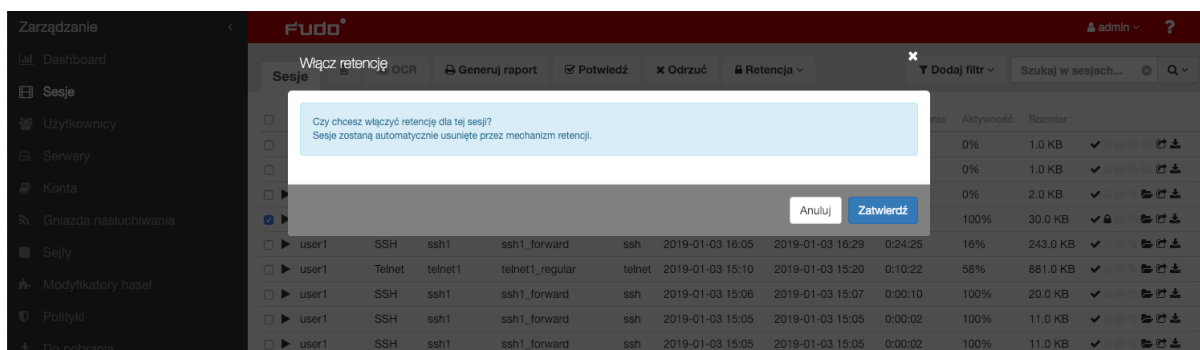 Zarządzanie
FUDO
admin
?
Dashboard
Włącz retencję
Sesje
OCR
Generuj raport
Potwiedź
Odrzuć
Retencja
Dodaj filtr
Szukaj w sesjach...
Sesje
Czy chcesz włączyć retencję dla tej sesji?
Sesje zostaną automatycznie usunięte przez mechanizm retencji.
Aktywność
Rozmiar
Użytkownicy
0% 1.0 KB
Serwery
0% 1.0 KB
Konta
0% 2.0 KB
Anuluj
Zatwierdź
Gniazda nasłuchiwania
100% 30.0 KB
Sejfy
user1 SSH ssh1 ssh1_forward ssh 2019-01-03 16:05 2019-01-03 16:29 0:24:25 16% 243.0 KB
user1 Telnet telnet1 telnet1_regular telnet 2019-01-03 15:10 2019-01-03 15:20 0:10:22 58% 881.0 KB
Modyfikatory haseł
user1 SSH ssh1 ssh1_forward ssh 2019-01-03 15:06 2019-01-03 15:07 0:00:10 100% 20.0 KB
Polityki
user1 SSH ssh1 ssh1_forward ssh 2019-01-03 15:05 2019-01-03 15:05 0:00:02 100% 11.0 KB
Do pobrania
user1 SSH ssh1 ssh1_forward ssh 2019-01-03 15:05 2019-01-03 15:05 0:00:02 100% 11.0 KB